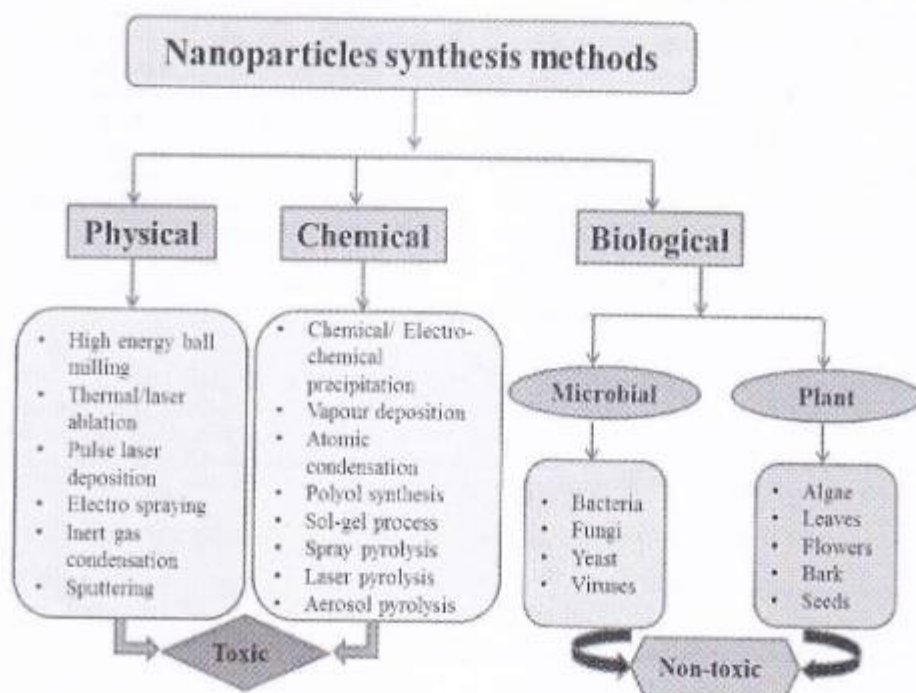 Nanoparticles synthesis methods
Physical
Chemical
Biological
• High energy ball
milling
• Thermal/laser
ablation
• Pulse laser
deposition
• Electro spraying
• Inert gas
condensation
• Sputtering
• Chemical/ Electro-
chemical
precipitation
• Vapour deposition
• Atomic
condensation
• Polyol synthesis
• Sol-gel process
• Spray pyrolysis
• Laser pyrolysis
• Aerosol pyrolysis
Toxic
Microbial
Plant
• Bacteria
• Fungi
• Yeast
• Viruses
• Algae
• Leaves
• Flowers
• Bark
• Seeds
Non-toxic